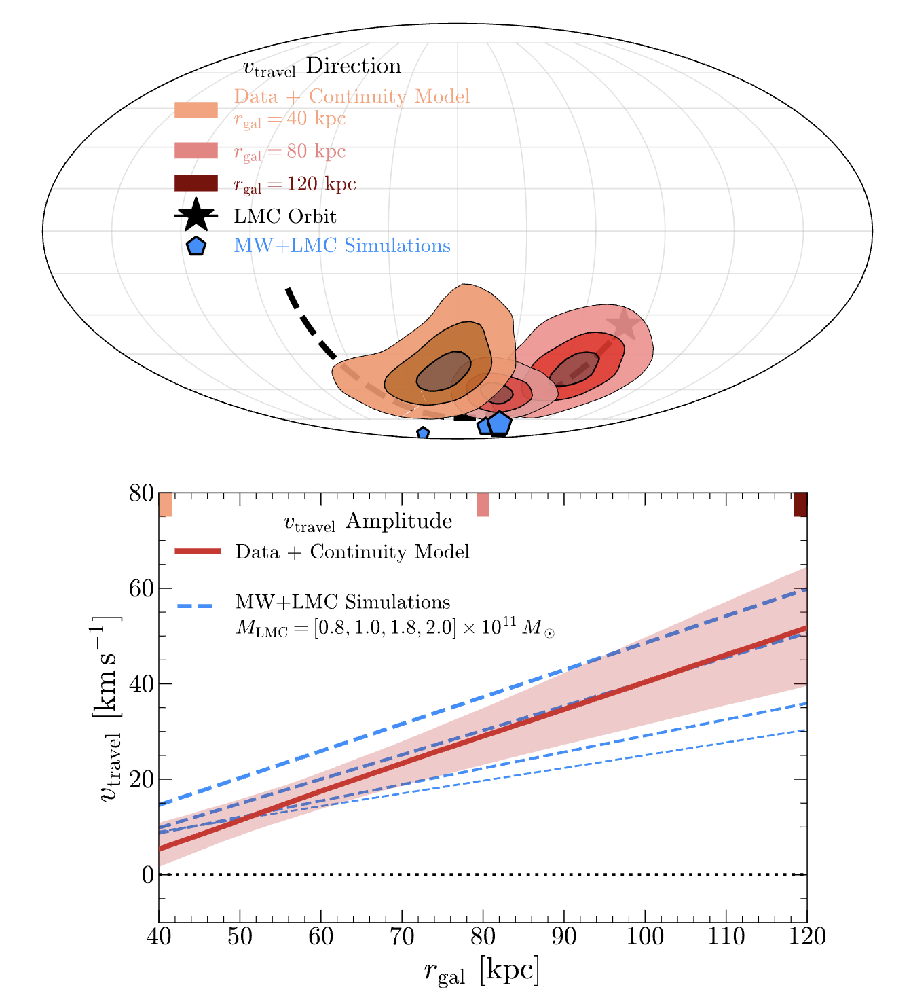 v_travel Direction
Data + Continuity Model
r_gal = 40 kpc
r_gal = 80 kpc
r_gal = 120 kpc
LMC Orbit
MW+LMC Simulations
80
60
40
20
0
v_travel [km s⁻¹]
v_travel Amplitude
Data + Continuity Model
MW+LMC Simulations
M_LMC = [0.8, 1.0, 1.8, 2.0] × 10¹¹ M_⊙
40 50 60 70 80 90 100 110 120
r_gal [kpc]